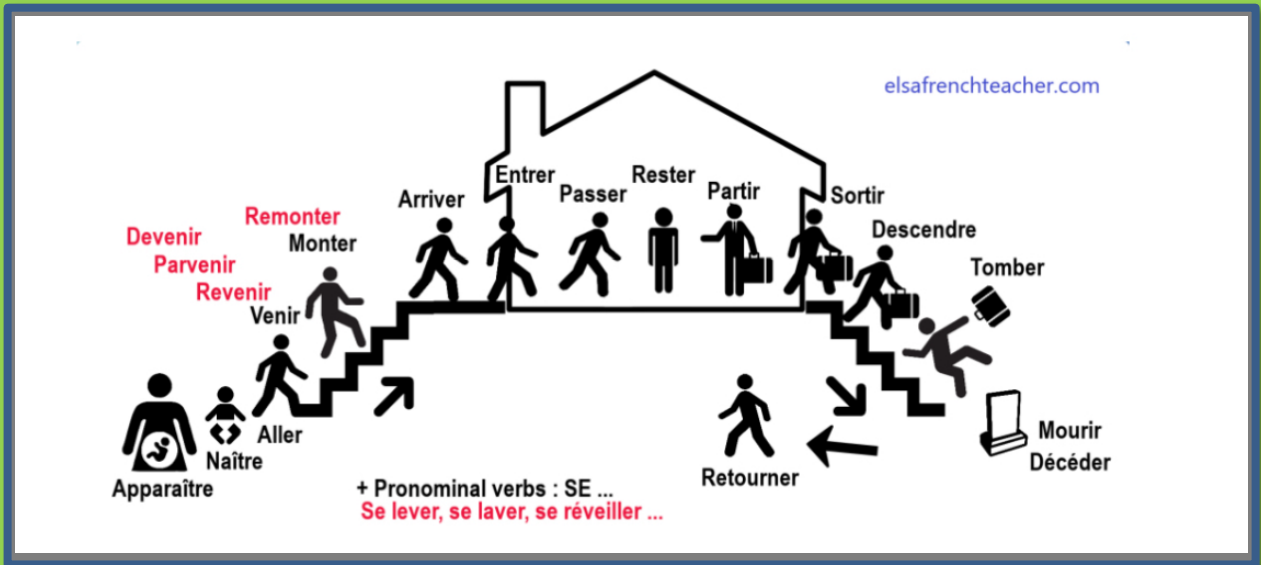 elsafrenchteacher.com
Entrer
Rester
Passer
Partir
Arriver
Sortir
Remonter
Descendre
Devenir
Monter
Parvenir
Tomber
Revenir
Venir
Aller
Mourir
Naître
Décéder
Retourner
Apparaître
+ Pronominal verbs : SE ...
Se lever, se laver, se réveiller ...